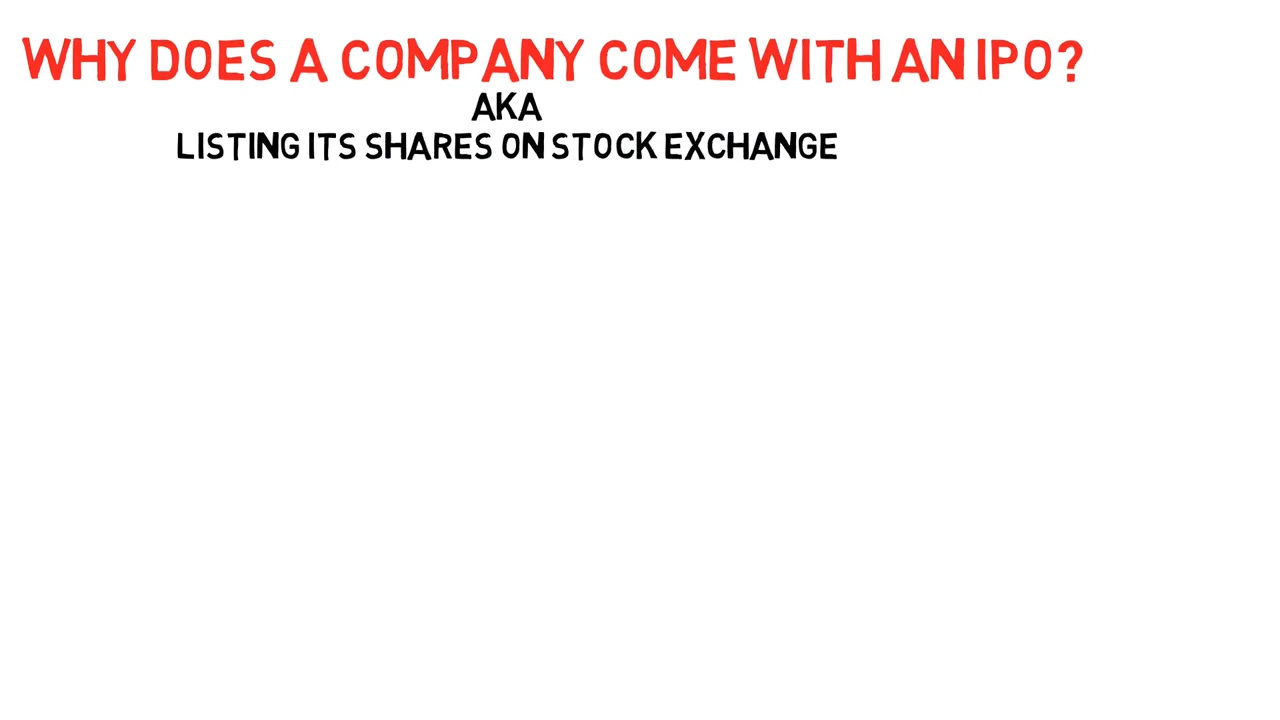 WHY DOES A COMPANY COME WITH AN IPO?
AKA
LISTING ITS SHARES ON STOCK EXCHANGE